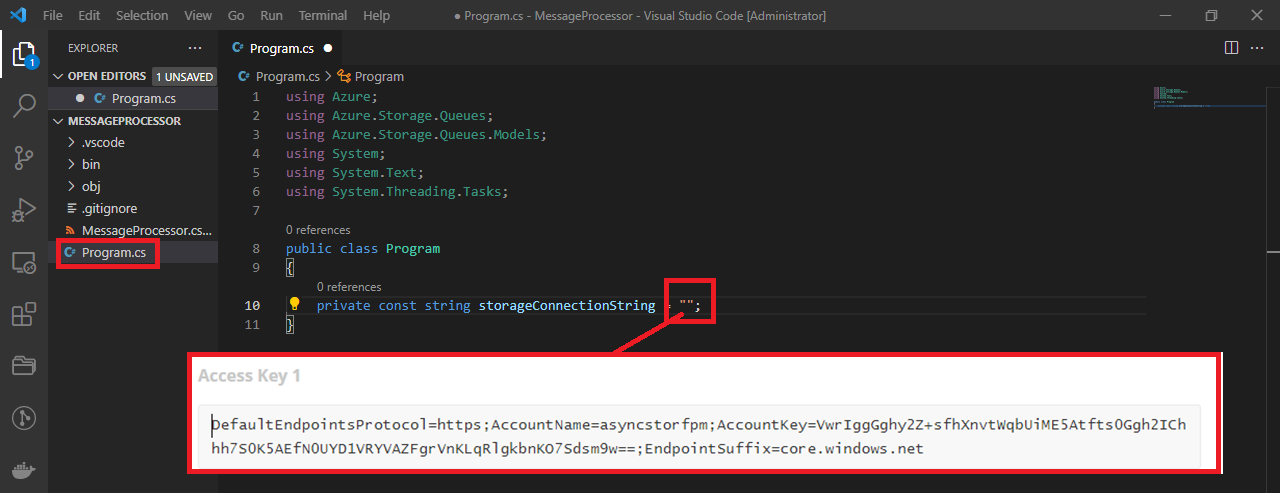 File Edit Selection View Go Run Terminal Help
● Program.cs - MessageProcessor - Visual Studio Code [Administrator]
EXPLORER
OPEN EDITORS 1 UNSAVED
Program.cs
MESSAGEPROCESSOR
.vscode
bin
obj
.gitignore
MessageProcessor.cs...
Program.cs
1
Program.cs
Program.cs > Program
1 using Azure;
2 using Azure.Storage.Queues;
3 using Azure.Storage.Queues.Models;
4 using System;
5 using System.Text;
6 using System.Threading.Tasks;
7
0 references
8 public class Program
9 {
0 references
10 private const string storageConnectionString = "";
11 }
Access Key 1
DefaultEndpointsProtocol=https;AccountName=asyncstorfpm;AccountKey=VwrIggGghy2Z+sfhXnvtWqbUiME5Atfts0Ggh2ICh
hh7S0K5AEfN0UYD1VRYVAZFgrVnKLqRlgkbnKO7Sdsm9w==;EndpointSuffix=core.windows.net